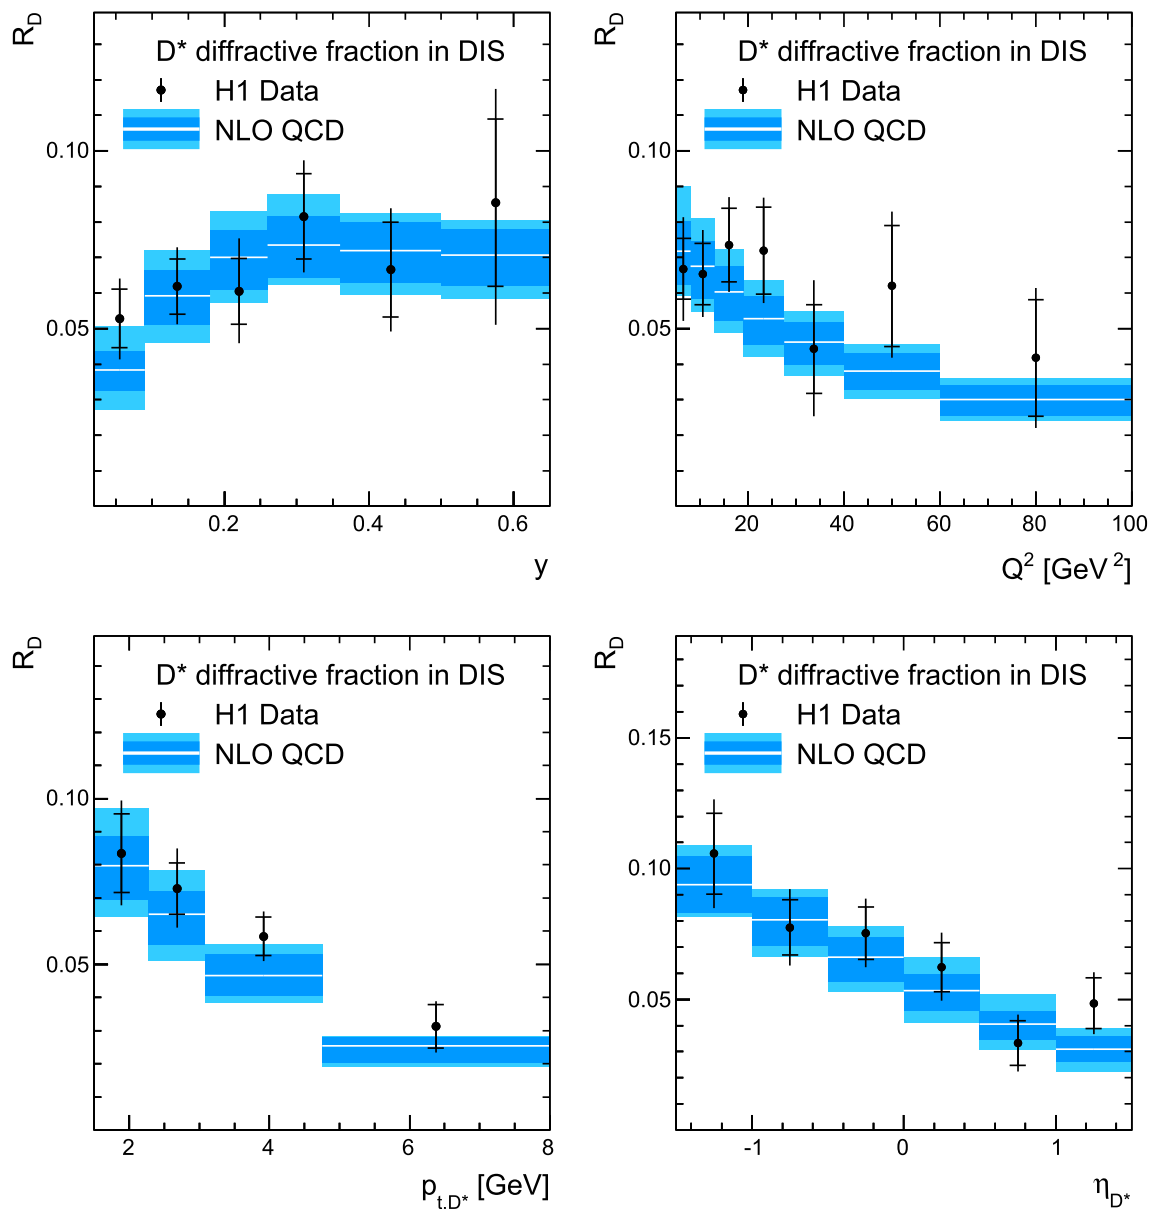 R_D
D* diffractive fraction in DIS
H1 Data
NLO QCD
0.10
0.05
0.2 0.4 0.6
y
R_D
D* diffractive fraction in DIS
H1 Data
NLO QCD
0.10
0.05
20 40 60 80 100
Q² [GeV²]
R_D
D* diffractive fraction in DIS
H1 Data
NLO QCD
0.10
0.05
2 4 6 8
p_t,D* [GeV]
R_D
D* diffractive fraction in DIS
H1 Data
NLO QCD
0.15
0.10
0.05
-1 0 1
η_D*